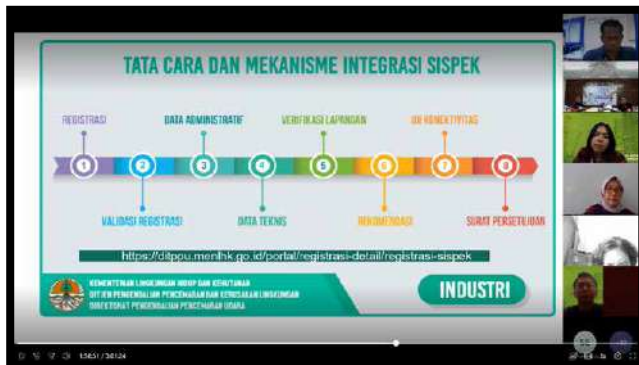 TATA CARA DAN MEKANISME INTEGRASI SISPEK
REGISTRASI
DATA ADMINISTRATIF
VERIFIKASI LAPANGAN
UJI KONEKTIVITAS
1 2 3 4 5 6 7 8
VALIDASI REGISTRASI
DATA TEKNIS
REKOMENDASI
SURAT PERSETUJUAN
https://ditppu.menlhk.go.id/portal/registrasi-detail/registrasi-sispek
KEMENTERIAN LINGKUNGAN HIDUP DAN KEHUTANAN
DITJEN PENGENDALIAN PENCEMARAN DAN KERUSAKAN LINGKUNGAN
DIREKTORAT PENGENDALIAN PENCEMARAN UDARA
INDUSTRI